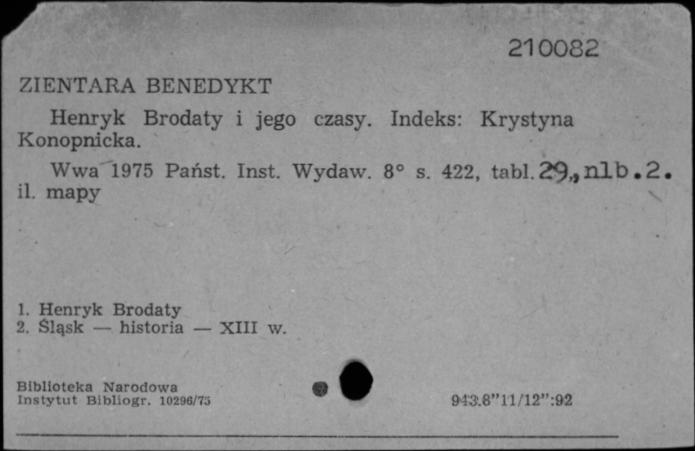 210082
ZIENTARA BENEDYKT
Henryk Brodaty i jego czasy. Indeks: Krystyna
Konopnicka.
Wwa 1975 Państ. Inst. Wydaw. 8° s. 422, tabl. 29,, nlb.2.
il. mapy
1. Henryk Brodaty
2. Śląsk — historia — XIII w.
Biblioteka Narodowa
Instytut Bibliogr. 10296/75
943.8”11/12”:92